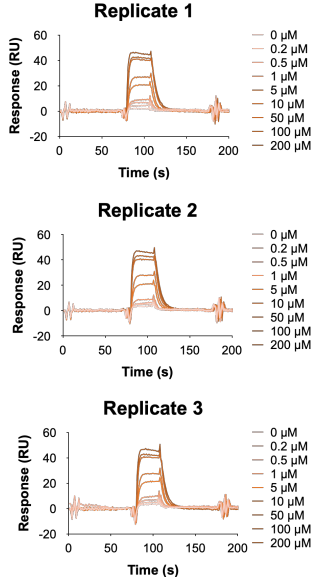 Replicate 1
Response (RU)
60
40
20
0
-20
0
50
100
150
200
Time (s)
0 µM
0.2 µM
0.5 µM
1 µM
5 µM
10 µM
50 µM
100 µM
200 µM
Replicate 2
Response (RU)
60
40
20
0
-20
0
50
100
150
200
Time (s)
0 µM
0.2 µM
0.5 µM
1 µM
5 µM
10 µM
50 µM
100 µM
200 µM
Replicate 3
Response (RU)
60
40
20
0
-20
0
50
100
150
200
Time (s)
0 µM
0.2 µM
0.5 µM
1 µM
5 µM
10 µM
50 µM
100 µM
200 µM